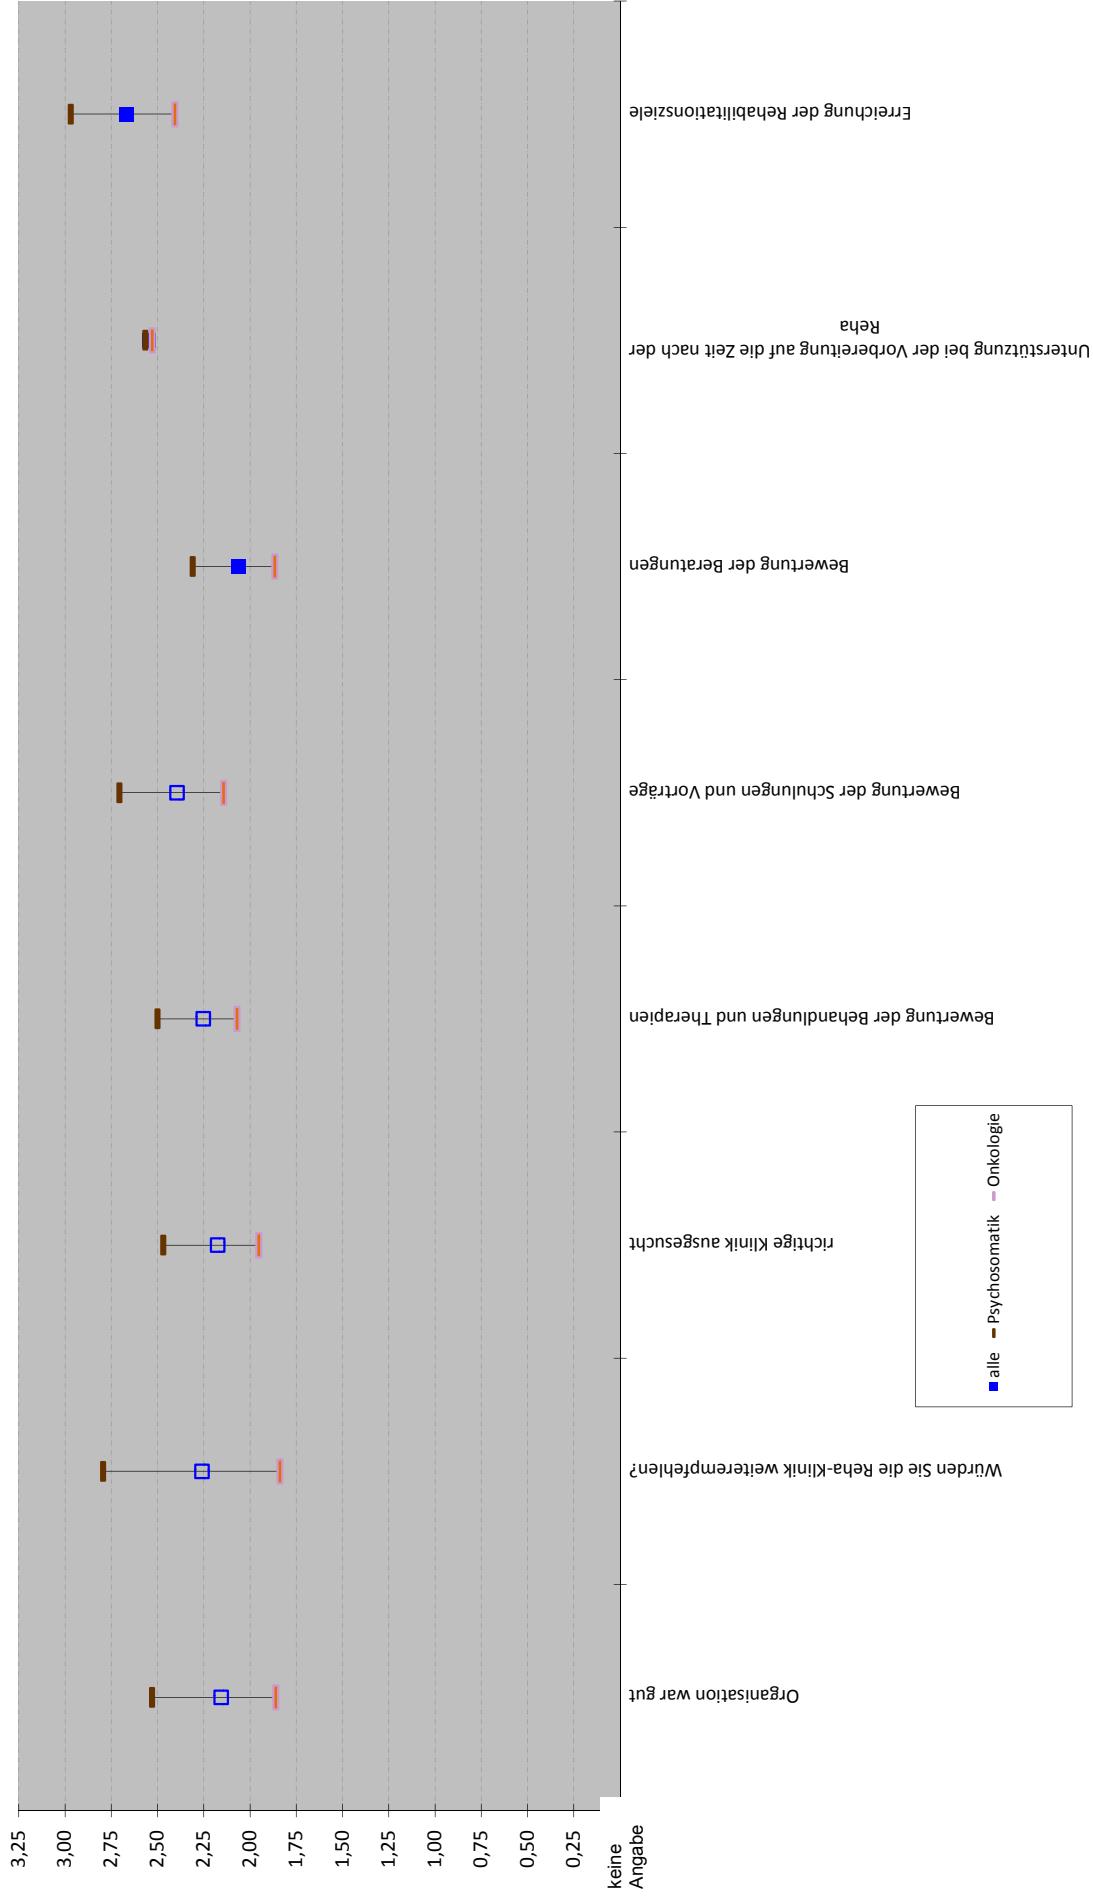 3,25
3,00
2,75
2,50
2,25
2,00
1,75
1,50
1,25
1,00
0,75
0,50
0,25
keine
Angabe
Organisation war gut
Würden Sie die Reha-Klinik weiterempfehlen?
richtige Klinik ausgesucht
Bewertung der Behandlungen und Therapien
Bewertung der Schulungen und Vorträge
Bewertung der Beratungen
Unterstützung bei der Vorbereitung auf die Zeit nach der
Reha
Erreichung der Rehabilitationsziele
alle Psychosomatik Onkologie